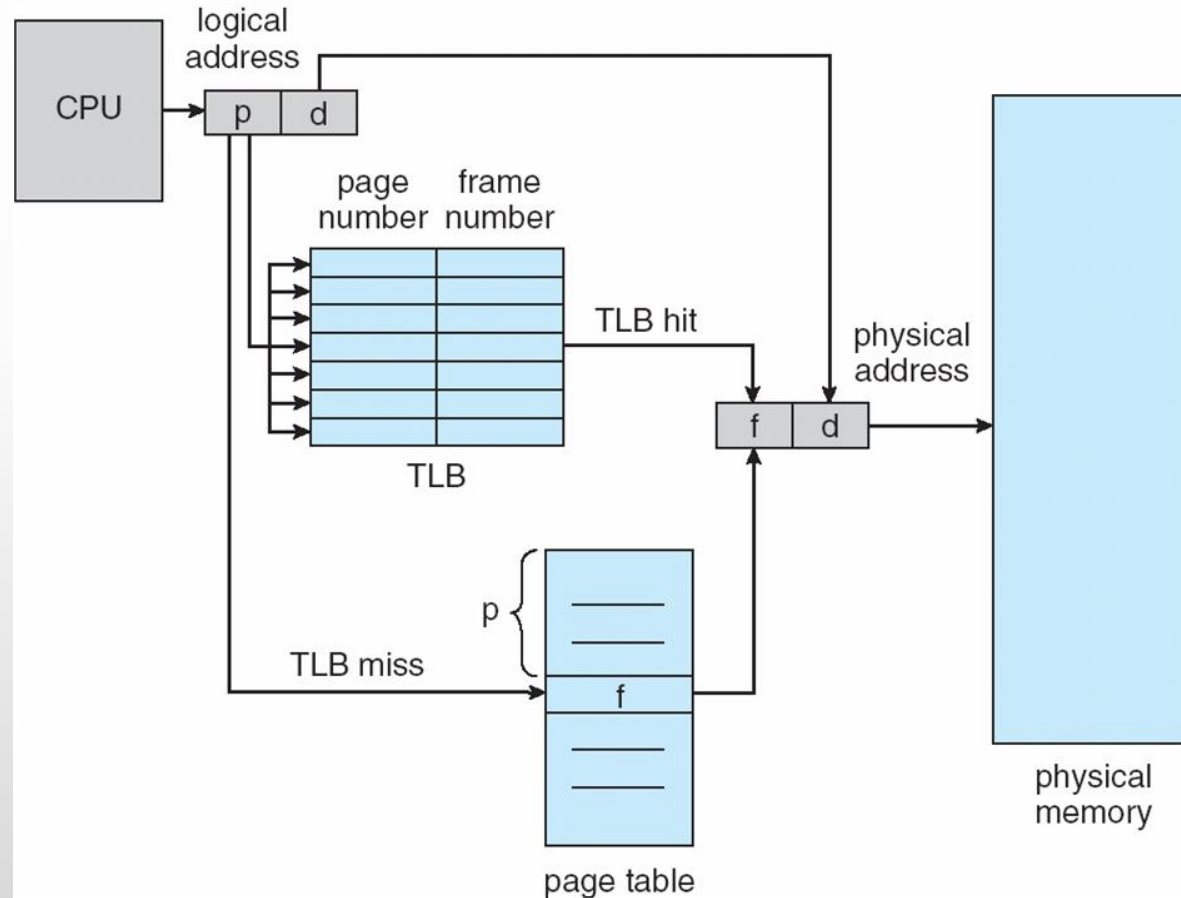 logical
address
CPU
p
d
page
number
frame
number
TLB hit
physical
address
f
d
TLB
p
TLB miss
f
physical
memory
page table